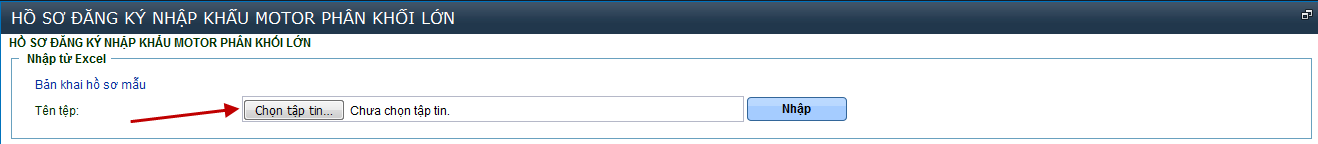 HỒ SƠ ĐĂNG KÝ NHẬP KHẨU MOTOR PHÂN KHỐI LỚN
HỒ SƠ ĐĂNG KÝ NHẬP KHẨU MOTOR PHÂN KHỐI LỚN
Nhập từ Excel
Bản khai hồ sơ mẫu
Tên tệp: Chọn tập tin... Chưa chọn tập tin. Nhập